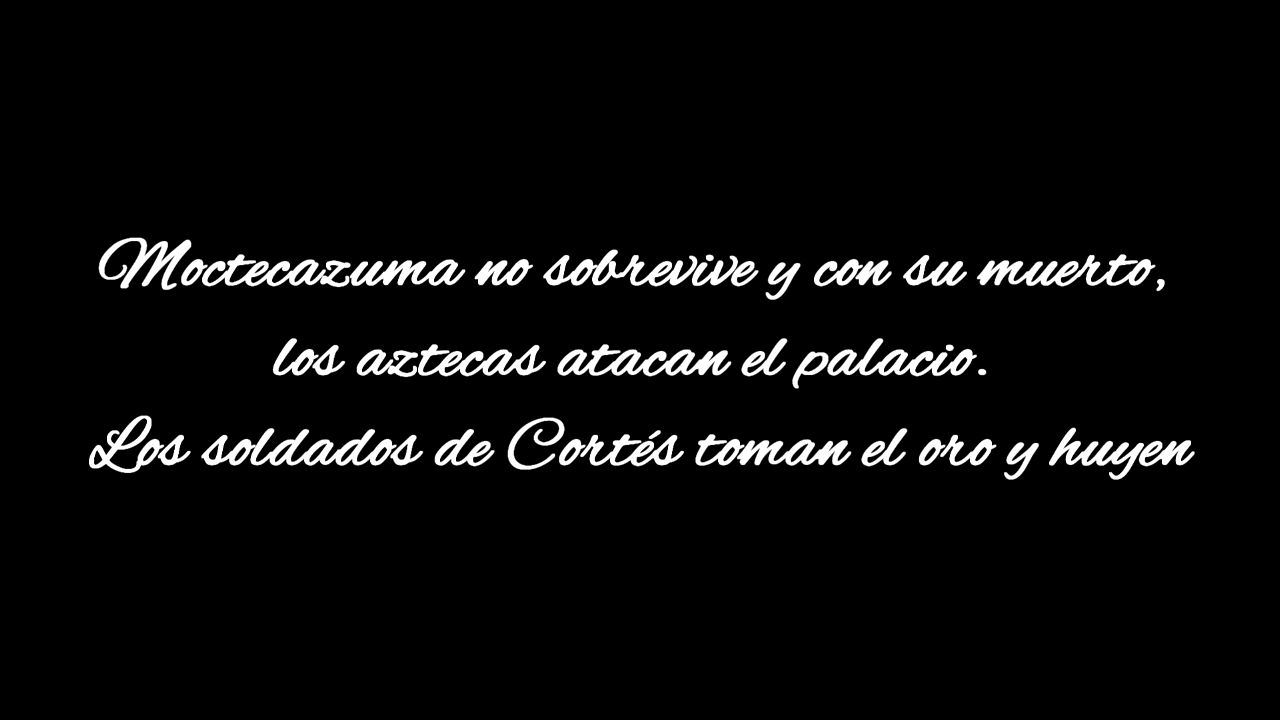 Moctecazuma no sobrevive y con su muerto,
los aztecas atacan el palacio.
Los soldados de Cortés toman el oro y huyen